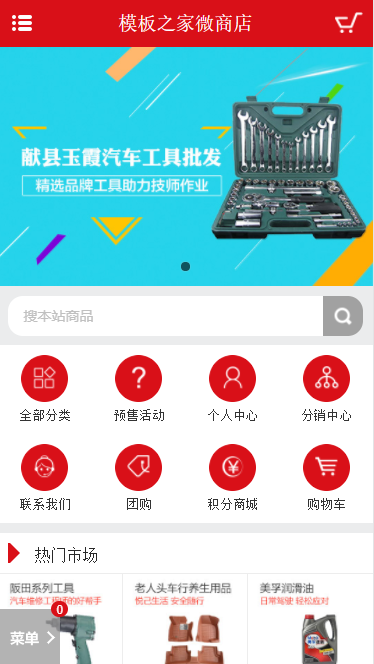 模板之家微商店
献县玉霞汽车工具批发
精选品牌工具助力技师作业
搜本站商品
全部分类 预售活动 个人中心 分销中心
联系我们 团购 积分商城 购物车
热门市场
阪田系列工具 老人头车行养生用品 美孚润滑油
汽车维修工程场的好帮手 悦己生活 安全随行 日常驾驶 轻松应对
0
菜单